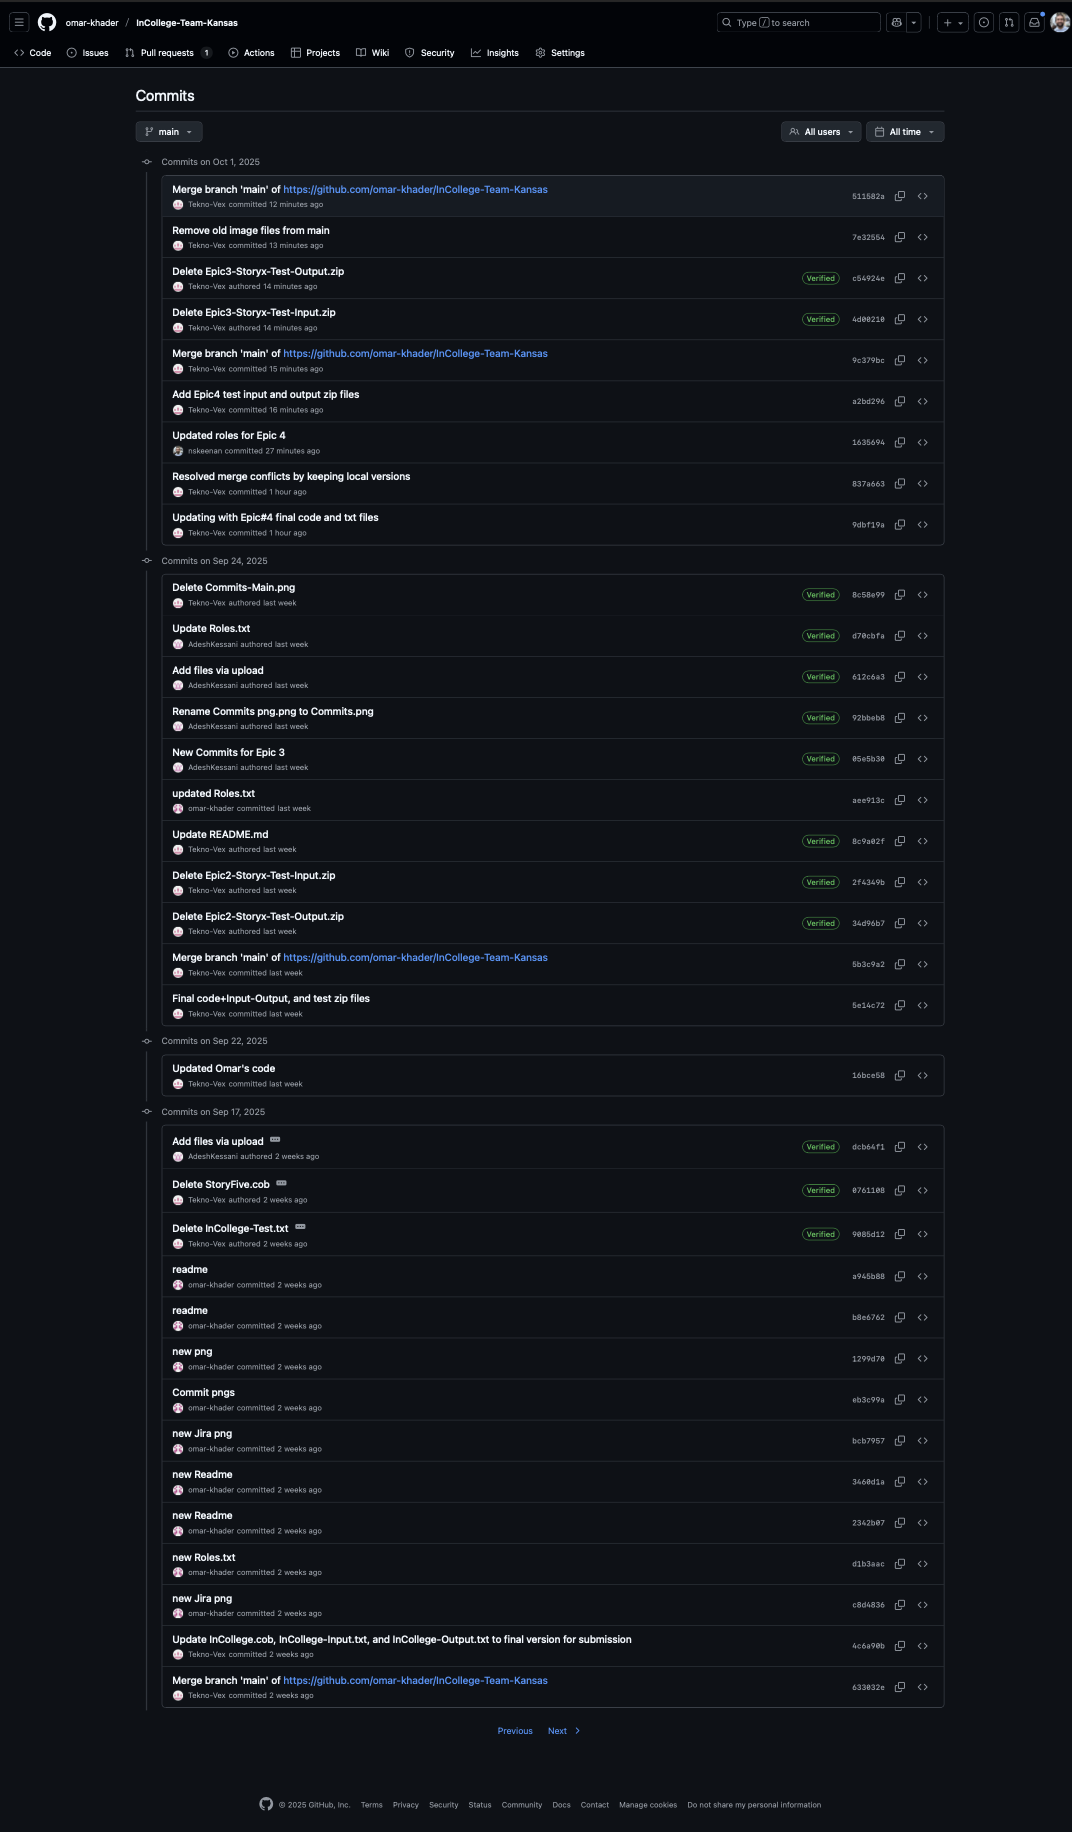 omar-khader / InCollege-Team-Kansas
Type / to search
Code Issues Pull requests 1 Actions Projects Wiki Security Insights Settings
Commits
main All users All time
Commits on Oct 1, 2025
Merge branch 'main' of https://github.com/omar-khader/InCollege-Team-Kansas
Tekno-Vex committed 12 minutes ago
511582a
Remove old image files from main
Tekno-Vex committed 13 minutes ago
7e32554
Delete Epic3-Storyx-Test-Output.zip
Tekno-Vex authored 14 minutes ago
Verified c54924e
Delete Epic3-Storyx-Test-Input.zip
Tekno-Vex authored 14 minutes ago
Verified 4d00210
Merge branch 'main' of https://github.com/omar-khader/InCollege-Team-Kansas
Tekno-Vex committed 15 minutes ago
9c379bc
Add Epic4 test input and output zip files
Tekno-Vex committed 16 minutes ago
a2bd296
Updated roles for Epic 4
nskeenan committed 27 minutes ago
1635694
Resolved merge conflicts by keeping local versions
Tekno-Vex committed 1 hour ago
837a663
Updating with Epic#4 final code and txt files
Tekno-Vex committed 1 hour ago
9dbf19a
Commits on Sep 24, 2025
Delete Commits-Main.png
Tekno-Vex authored last week
Verified 8c58e99
Update Roles.txt
AdeshKessani authored last week
Verified d70cbfa
Add files via upload
AdeshKessani authored last week
Verified 612c6a3
Rename Commits png.png to Commits.png
AdeshKessani authored last week
Verified 92bbeb8
New Commits for Epic 3
AdeshKessani authored last week
Verified 05e5b30
updated Roles.txt
omar-khader committed last week
aee913c
Update README.md
Tekno-Vex authored last week
Verified 8c9a02f
Delete Epic2-Storyx-Test-Input.zip
Tekno-Vex authored last week
Verified 2f4349b
Delete Epic2-Storyx-Test-Output.zip
Tekno-Vex authored last week
Verified 34d96b7
Merge branch 'main' of https://github.com/omar-khader/InCollege-Team-Kansas
Tekno-Vex committed last week
5b3c9a2
Final code+Input-Output, and test zip files
Tekno-Vex committed last week
5e14c72
Commits on Sep 22, 2025
Updated Omar's code
Tekno-Vex committed last week
16bce58
Commits on Sep 17, 2025
Add files via upload
AdeshKessani authored 2 weeks ago
Verified dcb64f1
Delete StoryFive.cob
Tekno-Vex authored 2 weeks ago
Verified 0761108
Delete InCollege-Test.txt
Tekno-Vex authored 2 weeks ago
Verified 9085d12
readme
omar-khader committed 2 weeks ago
a945b88
readme
omar-khader committed 2 weeks ago
b8e6762
new png
omar-khader committed 2 weeks ago
1299d70
Commit pngs
omar-khader committed 2 weeks ago
eb3c99a
new Jira png
omar-khader committed 2 weeks ago
bcb7957
new Readme
omar-khader committed 2 weeks ago
3460d1a
new Readme
omar-khader committed 2 weeks ago
2342b07
new Roles.txt
omar-khader committed 2 weeks ago
d1b3aac
new Jira png
omar-khader committed 2 weeks ago
c8d4836
Update InCollege.cob, InCollege-Input.txt, and InCollege-Output.txt to final version for submission
Tekno-Vex committed 2 weeks ago
4c6a90b
Merge branch 'main' of https://github.com/omar-khader/InCollege-Team-Kansas
Tekno-Vex committed 2 weeks ago
633032e
Previous Next
© 2025 GitHub, Inc. Terms Privacy Security Status Community Docs Contact Manage cookies Do not share my personal information